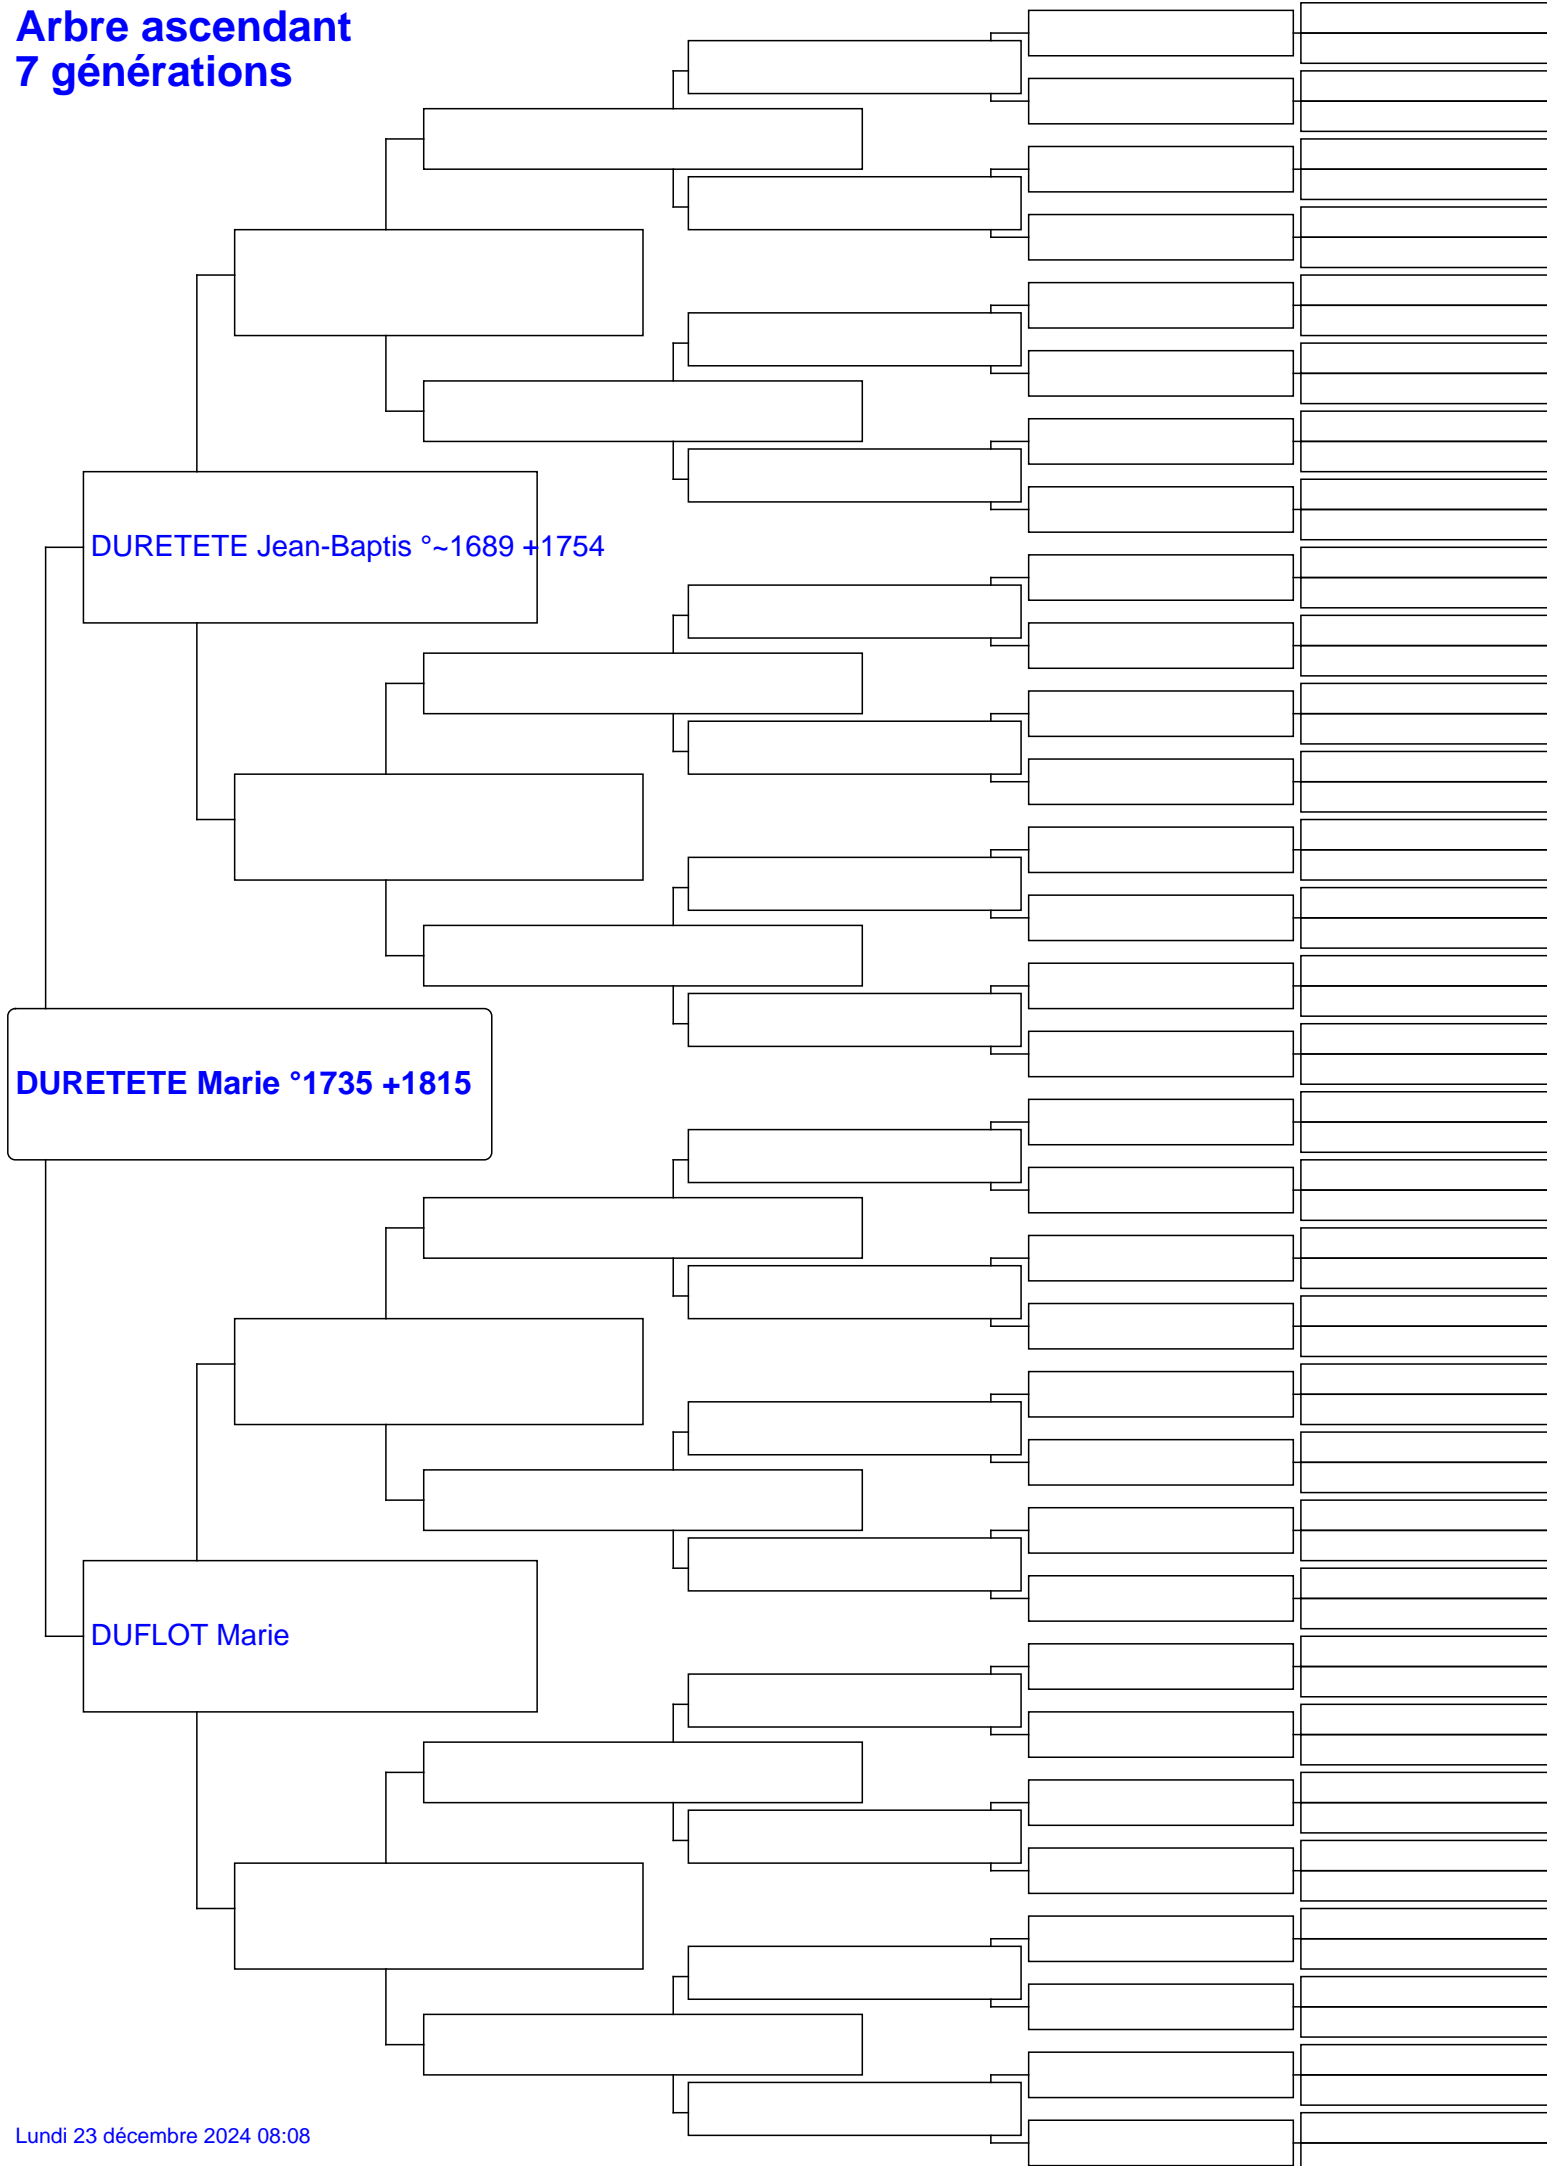 Arbre ascendant
7 générations
DURETETE Jean-Baptis °~1689 +1754
DURETETE Marie °1735 +1815
DUFLOT Marie
Lundi 23 décembre 2024 08:08